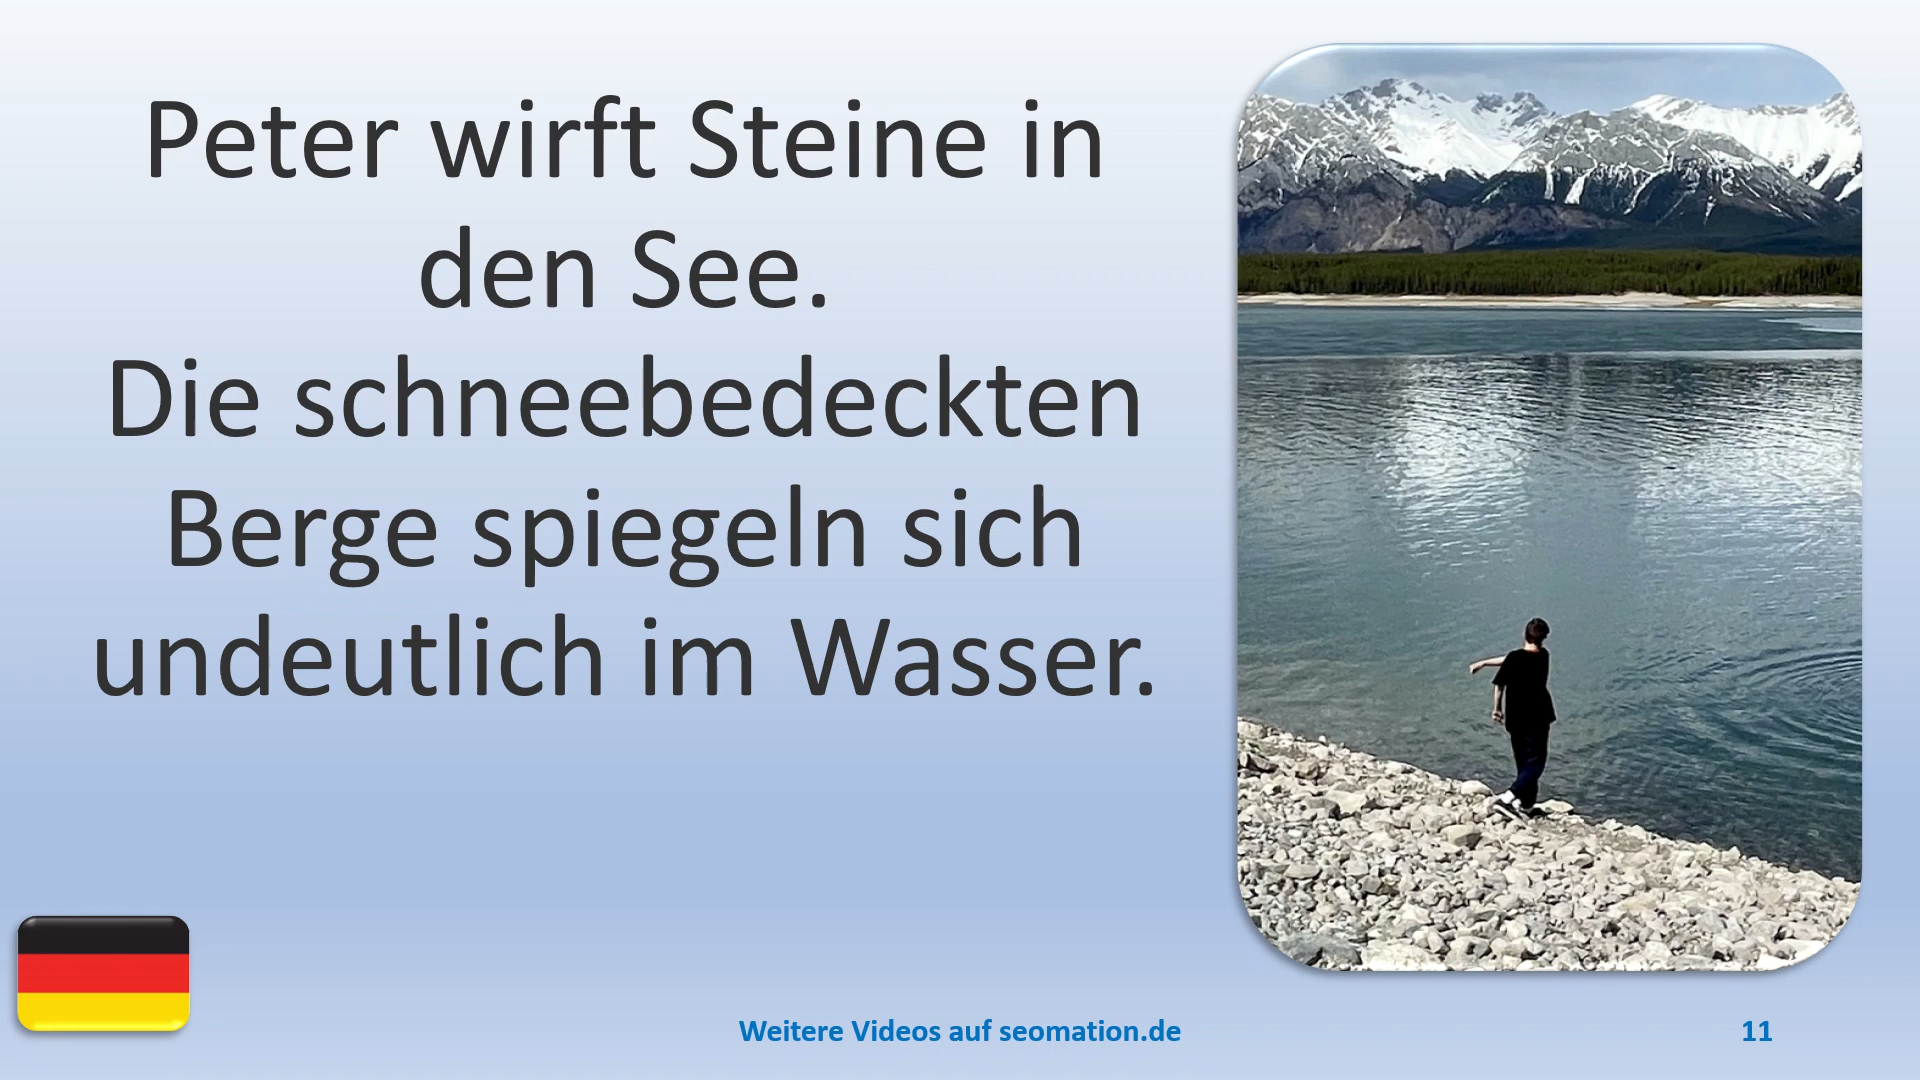 Peter wirft Steine in
den See.
Die schneebedeckten
Berge spiegeln sich
undeutlich im Wasser.
Weitere Videos auf seomation.de
11